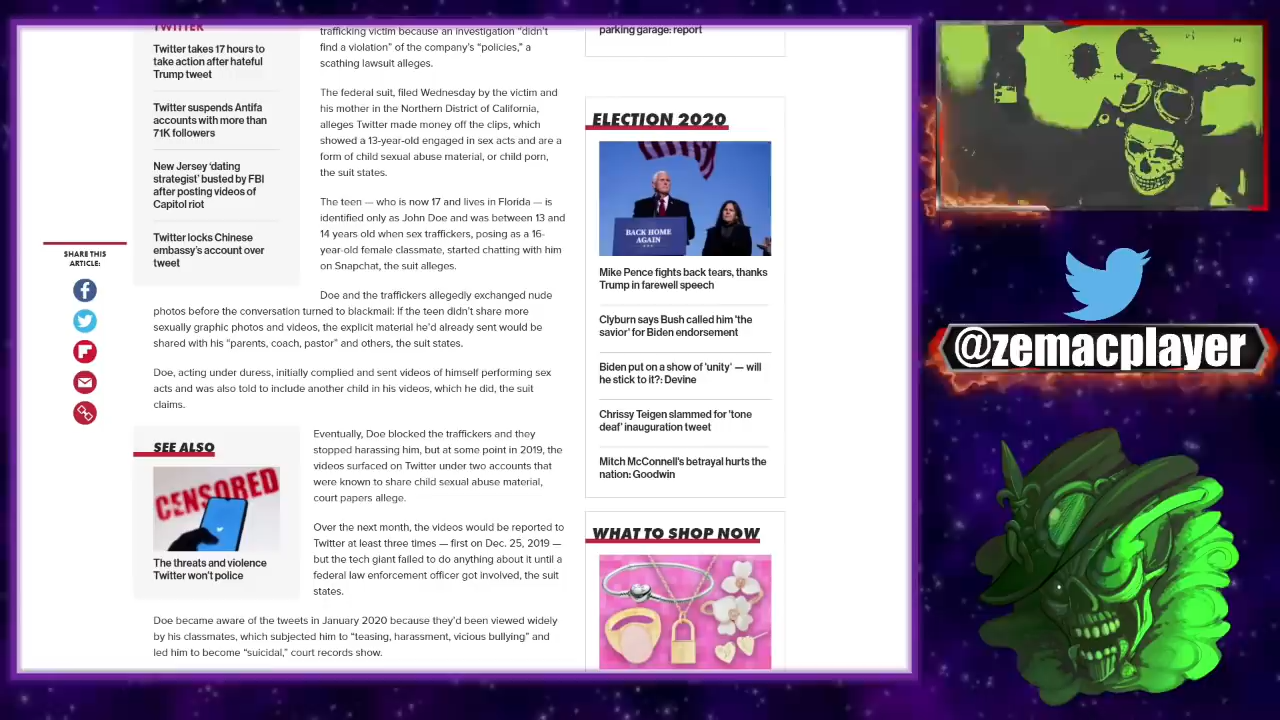 TWITTER
Twitter takes 17 hours to
take action after hateful
Trump tweet
Twitter suspends Antifa
accounts with more than
71K followers
New Jersey ‘dating
strategist’ busted by FBI
after posting videos of
Capitol riot
Twitter locks Chinese
embassy’s account over
tweet
SHARE THIS
ARTICLE:
trafficking victim because an investigation “didn’t
find a violation” of the company’s “policies,” a
scathing lawsuit alleges.
The federal suit, filed Wednesday by the victim and
his mother in the Northern District of California,
alleges Twitter made money off the clips, which
showed a 13-year-old engaged in sex acts and are a
form of child sexual abuse material, or child porn,
the suit states.
The teen — who is now 17 and lives in Florida — is
identified only as John Doe and was between 13 and
14 years old when sex traffickers, posing as a 16-
year-old female classmate, started chatting with him
on Snapchat, the suit alleges.
Doe and the traffickers allegedly exchanged nude
photos before the conversation turned to blackmail: If the teen didn’t share more
sexually graphic photos and videos, the explicit material he’d already sent would be
shared with his “parents, coach, pastor” and others, the suit states.
Doe, acting under duress, initially complied and sent videos of himself performing sex
acts and was also told to include another child in his videos, which he did, the suit
claims.
SEE ALSO
CENSORED
The threats and violence
Twitter won’t police
Eventually, Doe blocked the traffickers and they
stopped harassing him, but at some point in 2019, the
videos surfaced on Twitter under two accounts that
were known to share child sexual abuse material,
court papers allege.
Over the next month, the videos would be reported to
Twitter at least three times — first on Dec. 25, 2019 —
but the tech giant failed to do anything about it until a
federal law enforcement officer got involved, the suit
states.
Doe became aware of the tweets in January 2020 because they’d been viewed widely
by his classmates, which subjected him to “teasing, harassment, vicious bullying” and
led him to become “suicidal,” court records show.
parking garage: report
ELECTION 2020
BACK HOME
AGAIN
Mike Pence fights back tears, thanks
Trump in farewell speech
Clyburn says Bush called him 'the
savior' for Biden endorsement
Biden put on a show of 'unity' — will
he stick to it?: Devine
Chrissy Teigen slammed for 'tone
deaf' inauguration tweet
Mitch McConnell's betrayal hurts the
nation: Goodwin
WHAT TO SHOP NOW
@zemacplayer